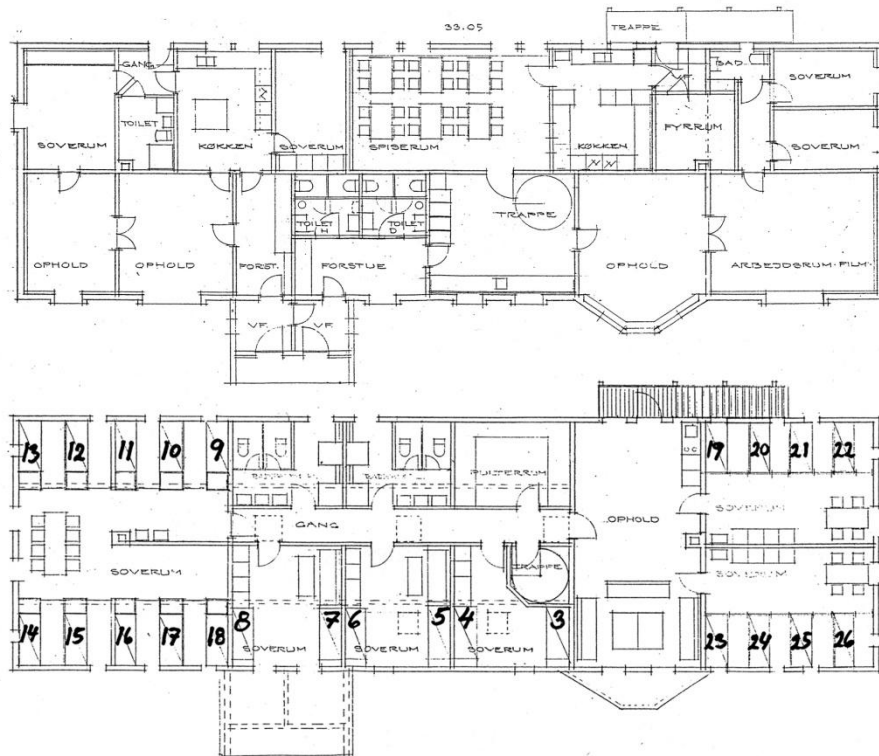 33.05
TRAPPE
GANG
BAD
VF.
SOVERUM
TOILET
FYRRUM
SOVERUM
KØKKEN
SOVERUM
SPISERUM
KØKKEN
SOVERUM
TOILET H
TOILET D
TRAPPE
OPHOLD
OPHOLD
FORST.
FORSTUE
OPHOLD
ARBEJDSRUM-FILM
VF.
VF.
13
12
11
10
9
19
20
21
22
PULTERRUM
GANG
OPHOLD
SOVERUM
SOVERUM
TRAPPE
SOVERUM
14
15
16
17
18
8
7
6
5
4
3
23
24
25
26
SOVERUM
SOVERUM
SOVERUM